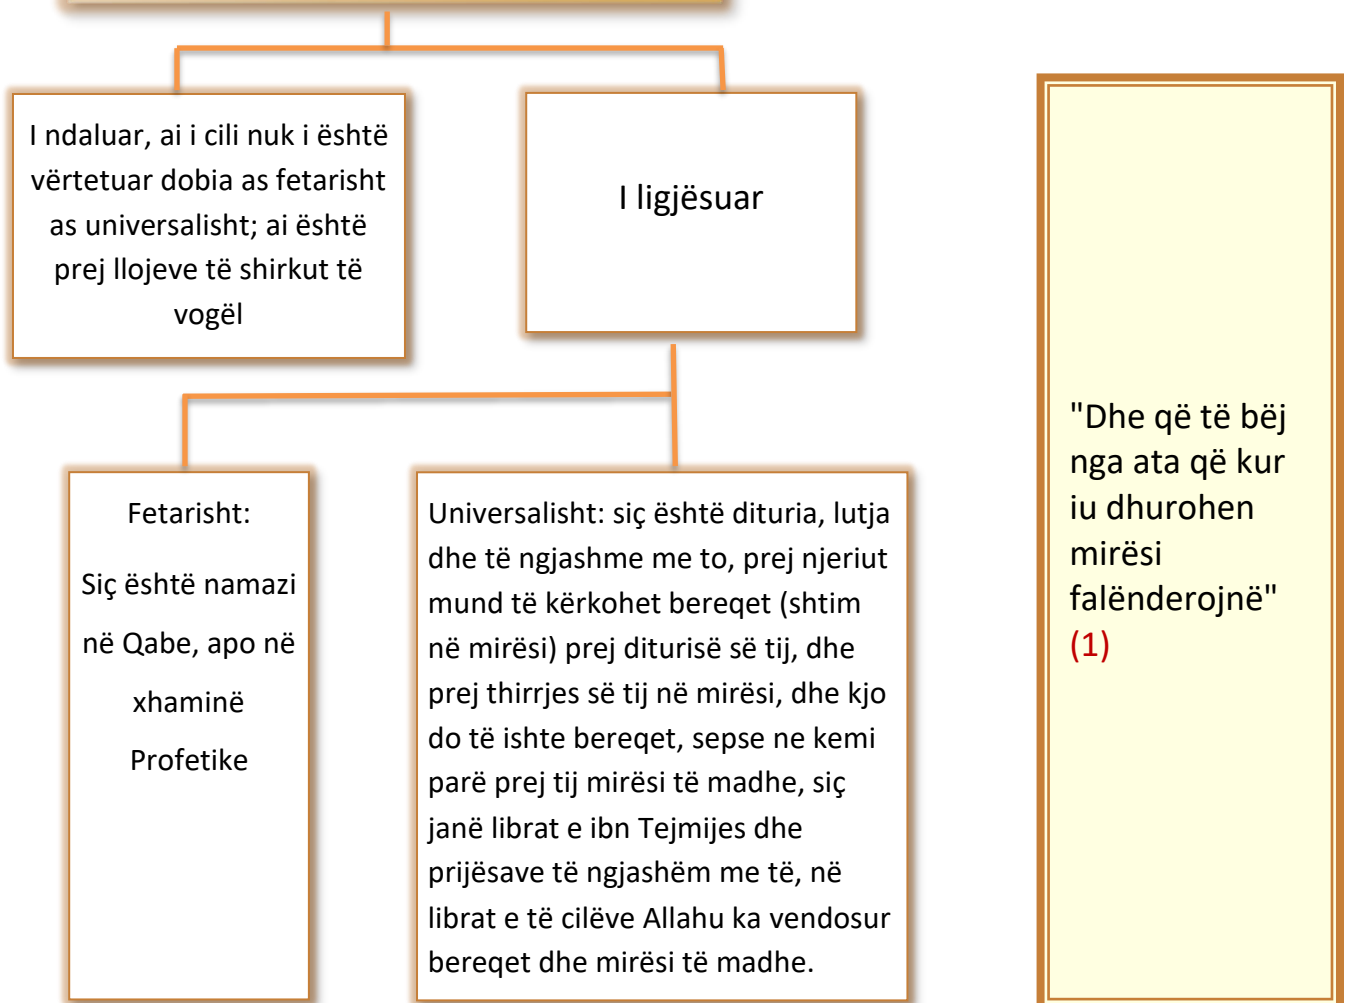 I ndaluar, ai i cili nuk i është
vërtetuar dobia as fetarisht
as universalisht; ai është
prej llojeve të shirkut të
vogël
I ligjësuar
Fetarisht:
Siç është namazi
në Qabe, apo në
xhaminë
Profetike
Universalisht: siç është dituria, lutja
dhe të ngjashme me to, prej njeriut
mund të kërkohet bereqet (shtim
në mirësi) prej diturisë së tij, dhe
prej thirrjes së tij në mirësi, dhe kjo
do të ishte bereqet, sepse ne kemi
parë prej tij mirësi të madhe, siç
janë librat e ibn Tejmijes dhe
prijësave të ngjashëm me të, në
librat e të cilëve Allahu ka vendosur
bereqet dhe mirësi të madhe.
"Dhe që të bëj
nga ata që kur
iu dhurohen
mirësi
falënderojnë"
(1)